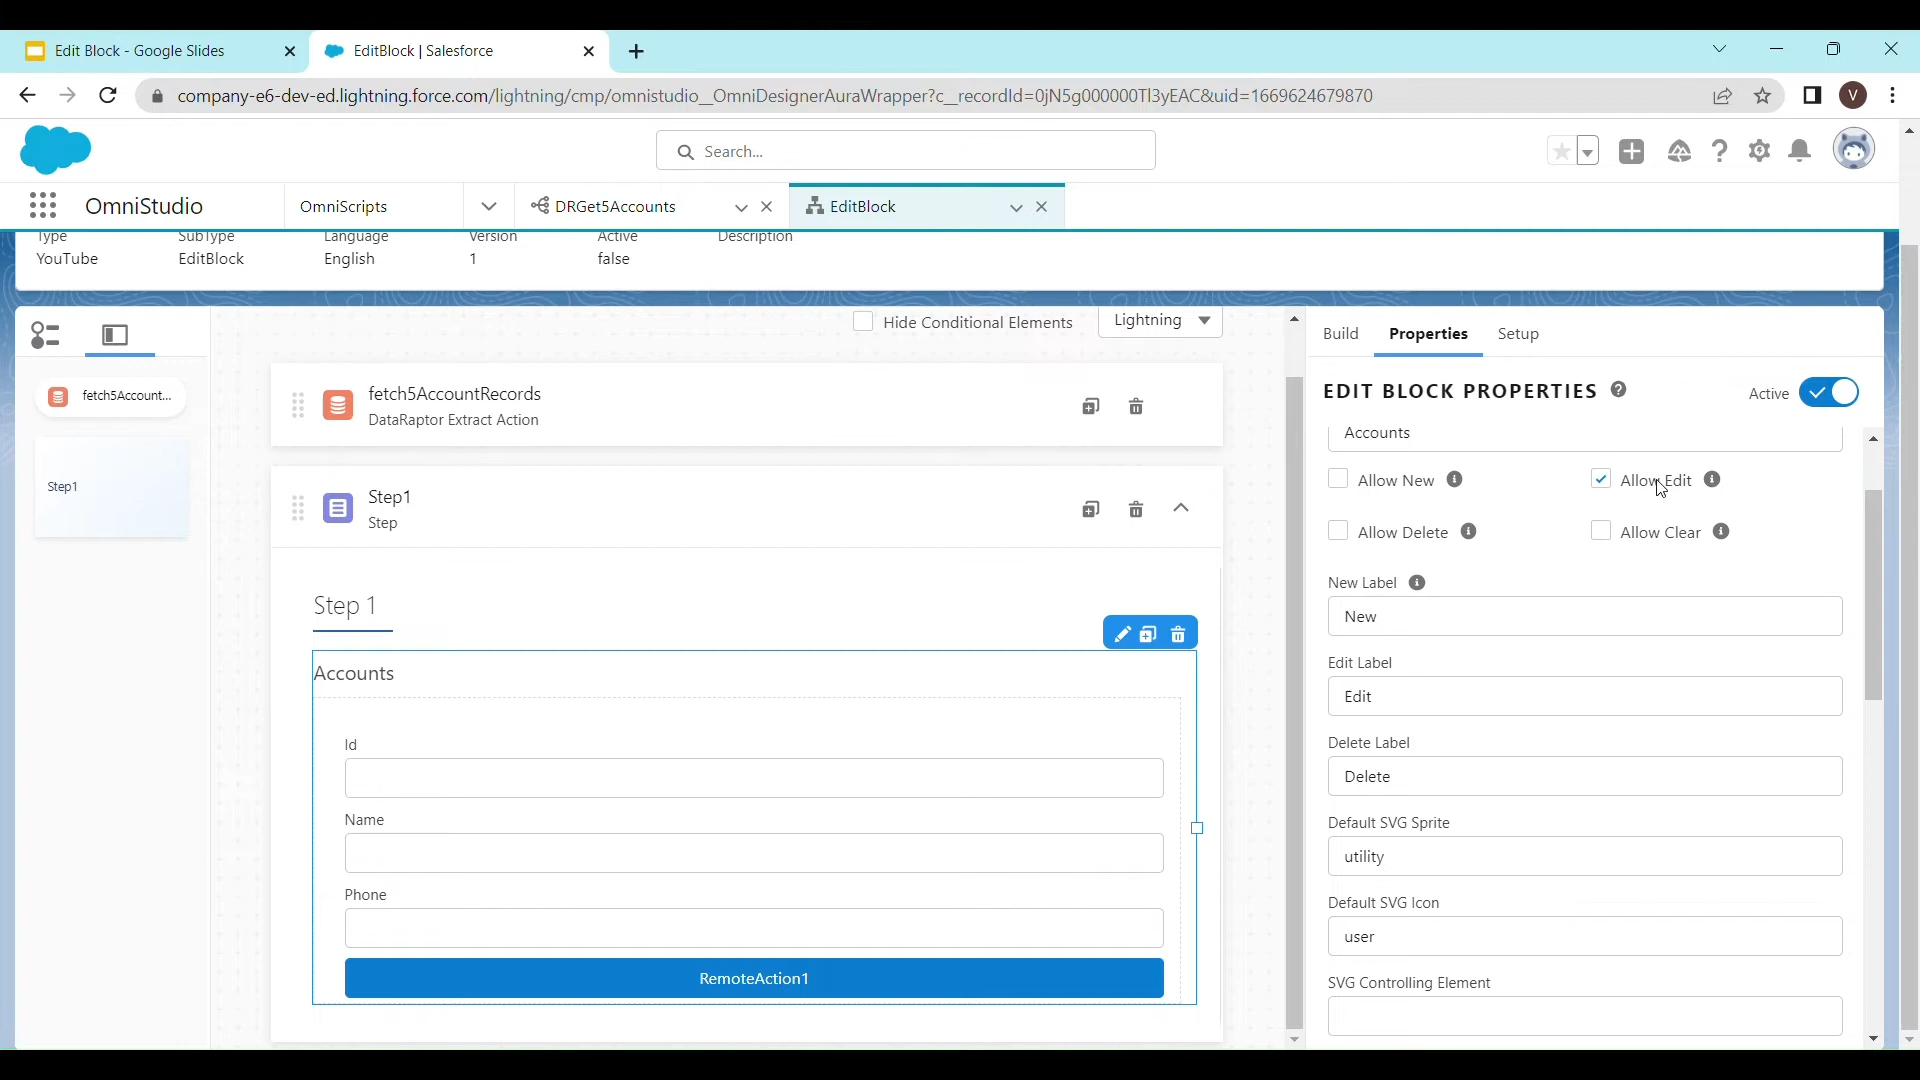 Edit Block - Google Slides
EditBlock | Salesforce
company-e6-dev-ed.lightning.force.com/lightning/cmp/omnistudio__OmniDesignerAuraWrapper?c__recordId=0jN5g000000Tl3yEAC&uid=1669624679870
V
Search...
OmniStudio
OmniScripts
DRGet5Accounts
EditBlock
Type SubType Language Version Active Description
YouTube EditBlock English 1 false
Hide Conditional Elements
Lightning
Build Properties Setup
fetch5Account...
fetch5AccountRecords
DataRaptor Extract Action
EDIT BLOCK PROPERTIES
Active
Accounts
Step1
Step1
Step
Allow New
Allow Edit
Allow Delete
Allow Clear
New Label
New
Step 1
Edit Label
Edit
Accounts
Id
Name
Phone
RemoteAction1
Delete Label
Delete
Default SVG Sprite
utility
Default SVG Icon
user
SVG Controlling Element